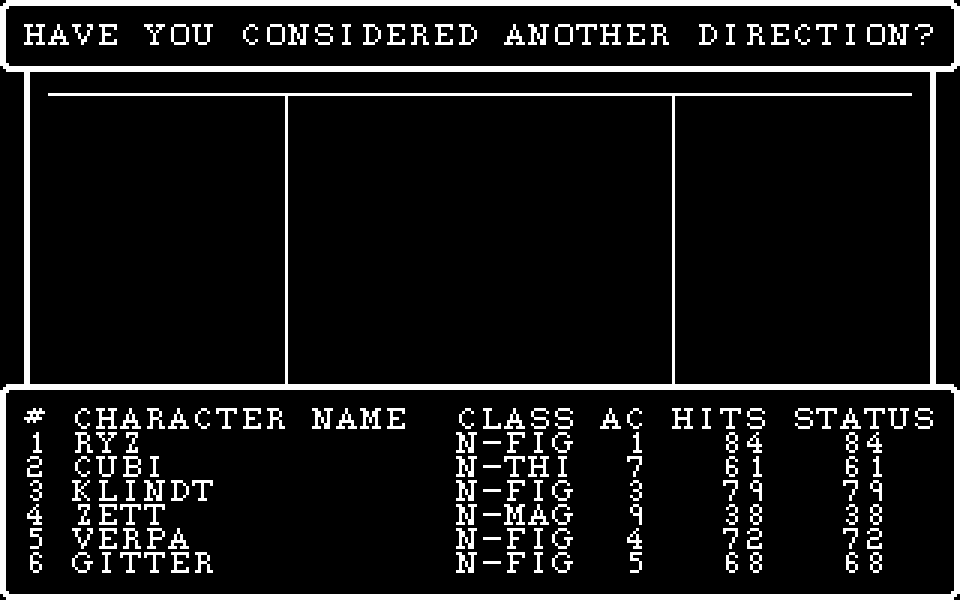 HAVE YOU CONSIDERED ANOTHER DIRECTION?
# CHARACTER NAME CLASS AC HITS STATUS
1 RYZ N-FIG 1 84 84
2 CUBI N-THI 7 61 61
3 KLINDT N-FIG 3 79 79
4 ZETT N-MAG 9 38 38
5 VERPA N-FIG 4 72 72
6 GITTER N-FIG 5 68 68